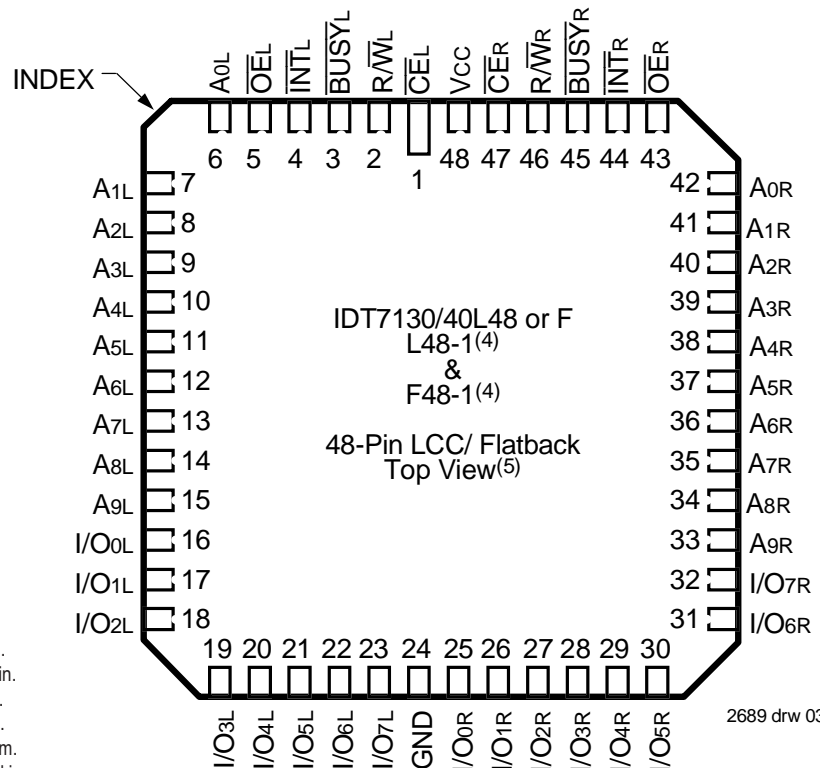 INDEX
A0L
OEL
INTL
BUSYL
R/WL
CEL
VCC
CER
R/WR
BUSYR
INTR
OER
6 5 4 3 2 1 48 47 46 45 44 43
A1L 7
A2L 8
A3L 9
A4L 10
A5L 11
A6L 12
A7L 13
A8L 14
A9L 15
I/O0L 16
I/O1L 17
I/O2L 18
IDT7130/40L48 or F
L48-1(4)
&
F48-1(4)
48-Pin LCC/ Flatback
Top View(5)
42 A0R
41 A1R
40 A2R
39 A3R
38 A4R
37 A5R
36 A6R
35 A7R
34 A8R
33 A9R
32 I/O7R
31 I/O6R
19 20 21 22 23 24 25 26 27 28 29 30
I/O3L
I/O4L
I/O5L
I/O6L
I/O7L
GND
I/O0R
I/O1R
I/O2R
I/O3R
I/O4R
I/O5R
2689 drw 03